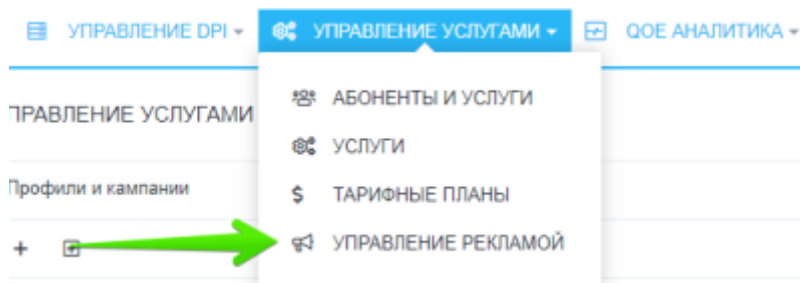 УПРАВЛЕНИЕ DPI УПРАВЛЕНИЕ УСЛУГАМИ QOE АНАЛИТИКА
АБОНЕНТЫ И УСЛУГИ
ПРАВЛЕНИЕ УСЛУГАМИ
УСЛУГИ
Профили и кампании
$ ТАРИФНЫЕ ПЛАНЫ
+ УПРАВЛЕНИЕ РЕКЛАМОЙ